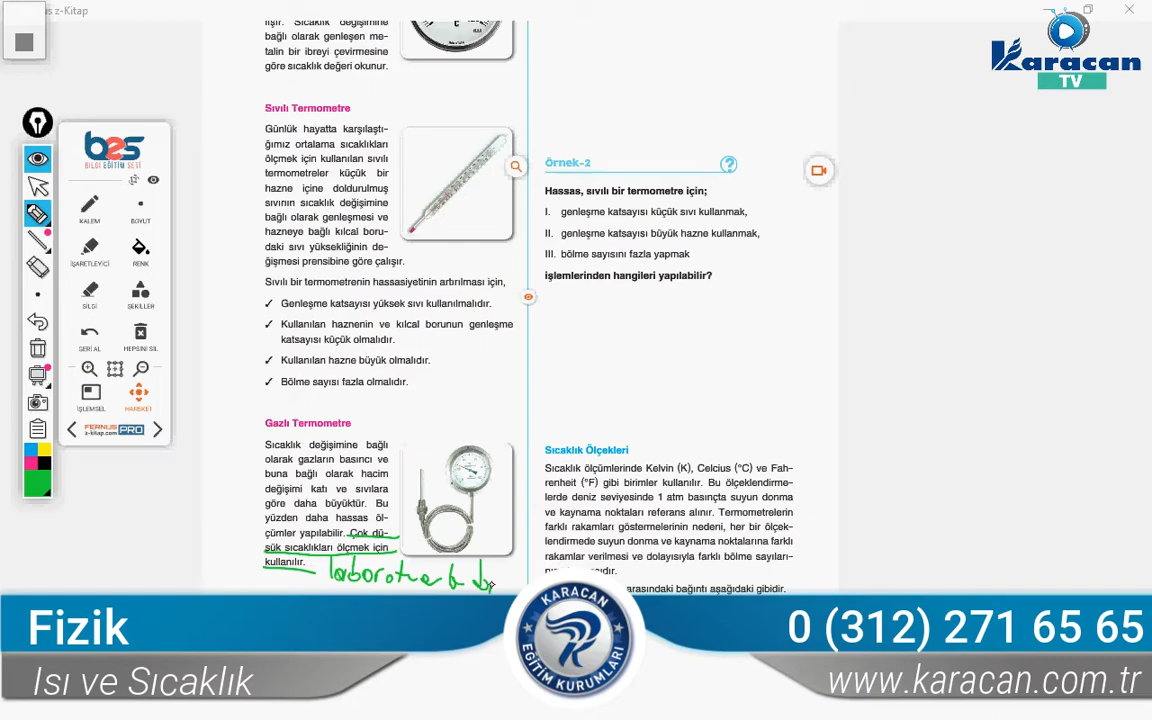 us z-Kitap
Karacan
TV
bes
BİLGİ EĞİTİM SETİ
KALEM
BOYUT
İŞARETLEYİCİ
RENK
SİLGİ
ŞEKİLLER
GERİ AL
HEPSİNİ SİL
İŞLEMSEL
HAREKET
FERNUS
z-kitap.com
PRO
lişir. Sıcaklık değişimine
bağlı olarak genleşen me-
talin bir ibreyi çevirmesine
göre sıcaklık değeri okunur.
Sıvılı Termometre
Günlük hayatta karşılaştı-
ğımız ortalama sıcaklıkları
ölçmek için kullanılan sıvılı
termometreler küçük bir
hazne içine doldurulmuş
sıvının sıcaklık değişimine
bağlı olarak genleşmesi ve
hazneye bağlı kılcal boru-
daki sıvı yüksekliğinin de-
ğişmesi prensibine göre çalışır.
Sıvılı bir termometrenin hassasiyetinin artırılması için,
✓ Genleşme katsayısı yüksek sıvı kullanılmalıdır.
✓ Kullanılan haznenin ve kılcal borunun genleşme
katsayısı küçük olmalıdır.
✓ Kullanılan hazne büyük olmalıdır.
✓ Bölme sayısı fazla olmalıdır.
Gazlı Termometre
Sıcaklık değişimine bağlı
olarak gazların basıncı ve
buna bağlı olarak hacim
değişimi katı ve sıvılara
göre daha büyüktür. Bu
yüzden daha hassas öl-
çümler yapılabilir. Çok dü-
şük sıcaklıkları ölçmek için
kullanılır.
Örnek-2
Hassas, sıvılı bir termometre için;
I. genleşme katsayısı küçük sıvı kullanmak,
II. genleşme katsayısı büyük hazne kullanmak,
III. bölme sayısını fazla yapmak
işlemlerinden hangileri yapılabilir?
Sıcaklık Ölçekleri
Sıcaklık ölçümlerinde Kelvin (K), Celcius (°C) ve Fah-
renheit (°F) gibi birimler kullanılır. Bu ölçeklendirme-
lerde deniz seviyesinde 1 atm basınçta suyun donma
ve kaynama noktaları referans alınır. Termometrelerin
farklı rakamları göstermelerinin nedeni, her bir ölçek-
lendirmede suyun donma ve kaynama noktalarına farklı
rakamlar verilmesi ve dolayısıyla farklı bölme sayıları-
arasındaki bağıntı aşağıdaki gibidir.
Fizik
Isı ve Sıcaklık
KARACAN
EĞİTİM KURUMLARI
0 (312) 271 65 65
www.karacan.com.tr